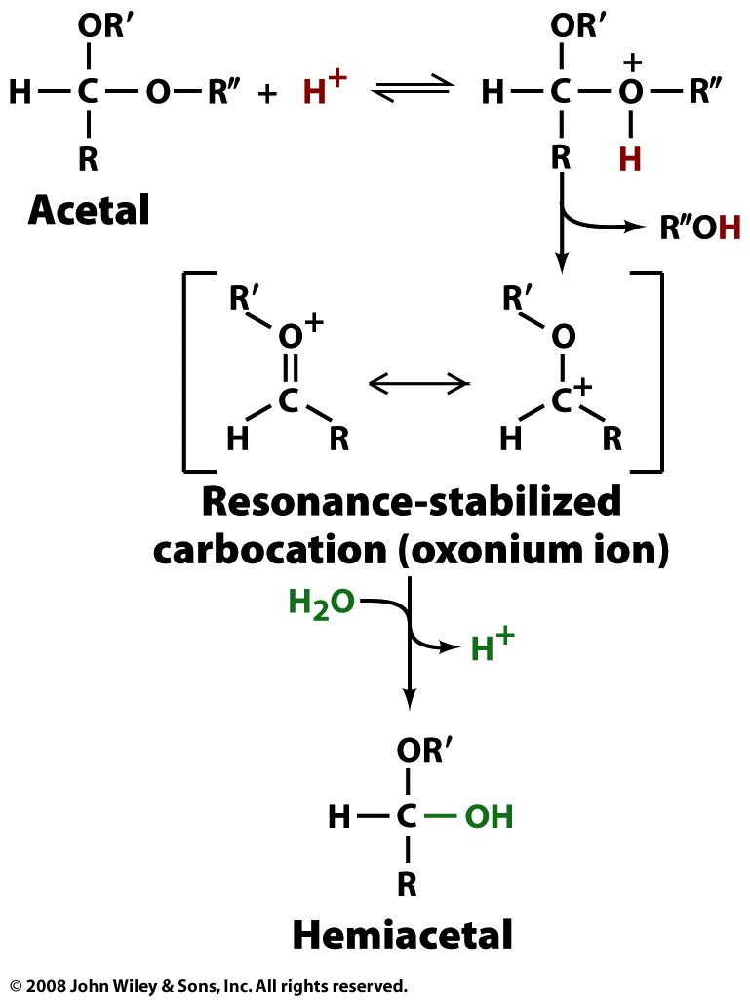 OR′ OR′
H—C—O—R″ + H⁺ ⇌ H—C—O⁺—R″
R R H
Acetal
R″OH
R′ R′
O⁺ ↔ O
C C⁺
H R H R
Resonance-stabilized
carbocation (oxonium ion)
H₂O
H⁺
OR′
H—C—OH
R
Hemiacetal
© 2008 John Wiley & Sons, Inc. All rights reserved.